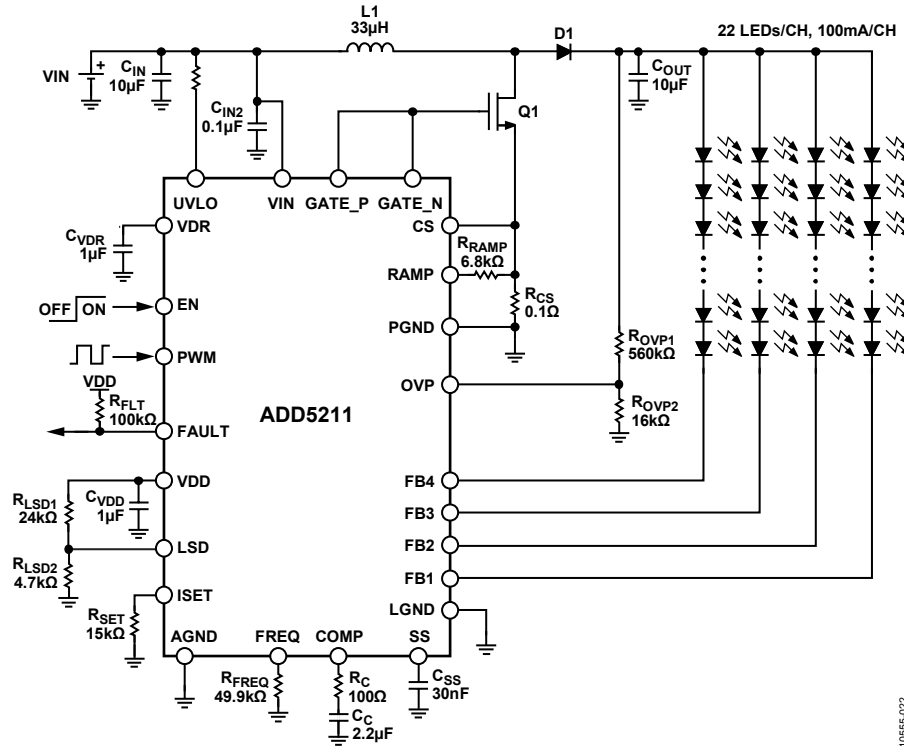 L1
33µH
D1
22 LEDs/CH, 100mA/CH
VIN
+
CIN
10µF
CIN2
0.1µF
COUT
10µF
Q1
UVLO
VIN
GATE_P
GATE_N
VDR
CS
CVDR
1µF
RAMP
RRAMP
6.8kΩ
RCS
0.1Ω
OFF
ON
EN
PGND
PWM
ROVP1
560kΩ
VDD
RFLT
100kΩ
OVP
ROVP2
16kΩ
ADD5211
FAULT
VDD
FB4
RLSD1
24kΩ
CVDD
1µF
FB3
LSD
FB2
RLSD2
4.7kΩ
FB1
ISET
LGND
RSET
15kΩ
AGND
FREQ
COMP
SS
RFREQ
49.9kΩ
RC
100Ω
CSS
30nF
CC
2.2µF
10555-022